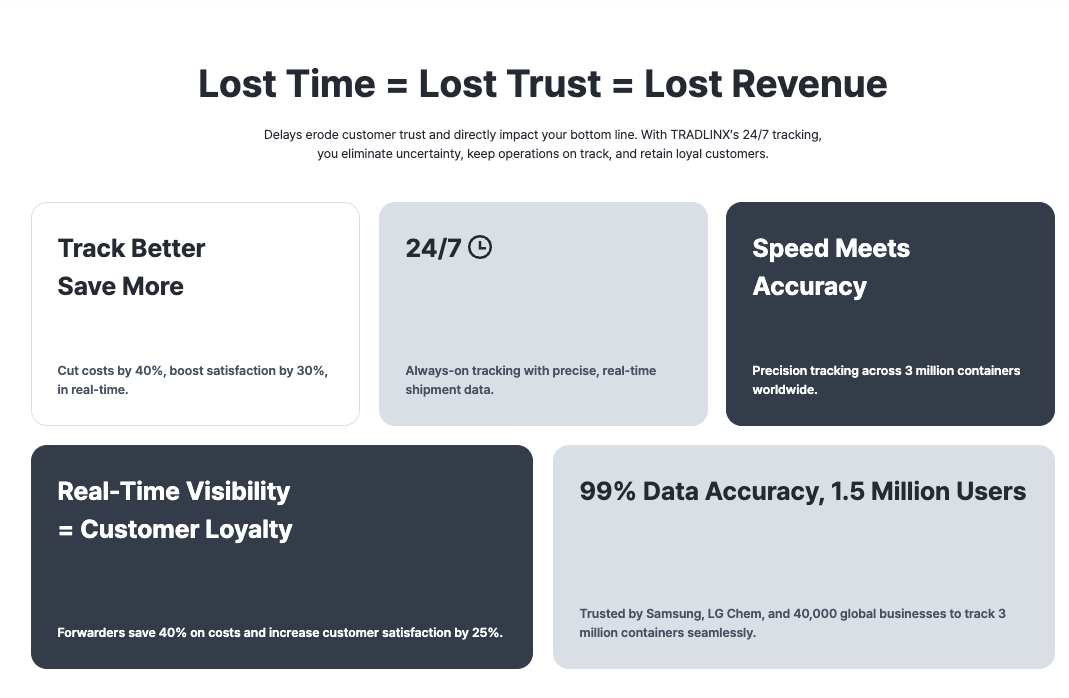 Lost Time = Lost Trust = Lost Revenue
Delays erode customer trust and directly impact your bottom line. With TRADLINX's 24/7 tracking,
you eliminate uncertainty, keep operations on track, and retain loyal customers.
Track Better
Save More
Cut costs by 40%, boost satisfaction by 30%,
in real-time.
24/7
Always-on tracking with precise, real-time
shipment data.
Speed Meets
Accuracy
Precision tracking across 3 million containers
worldwide.
Real-Time Visibility
= Customer Loyalty
Forwarders save 40% on costs and increase customer satisfaction by 25%.
99% Data Accuracy, 1.5 Million Users
Trusted by Samsung, LG Chem, and 40,000 global businesses to track 3
million containers seamlessly.